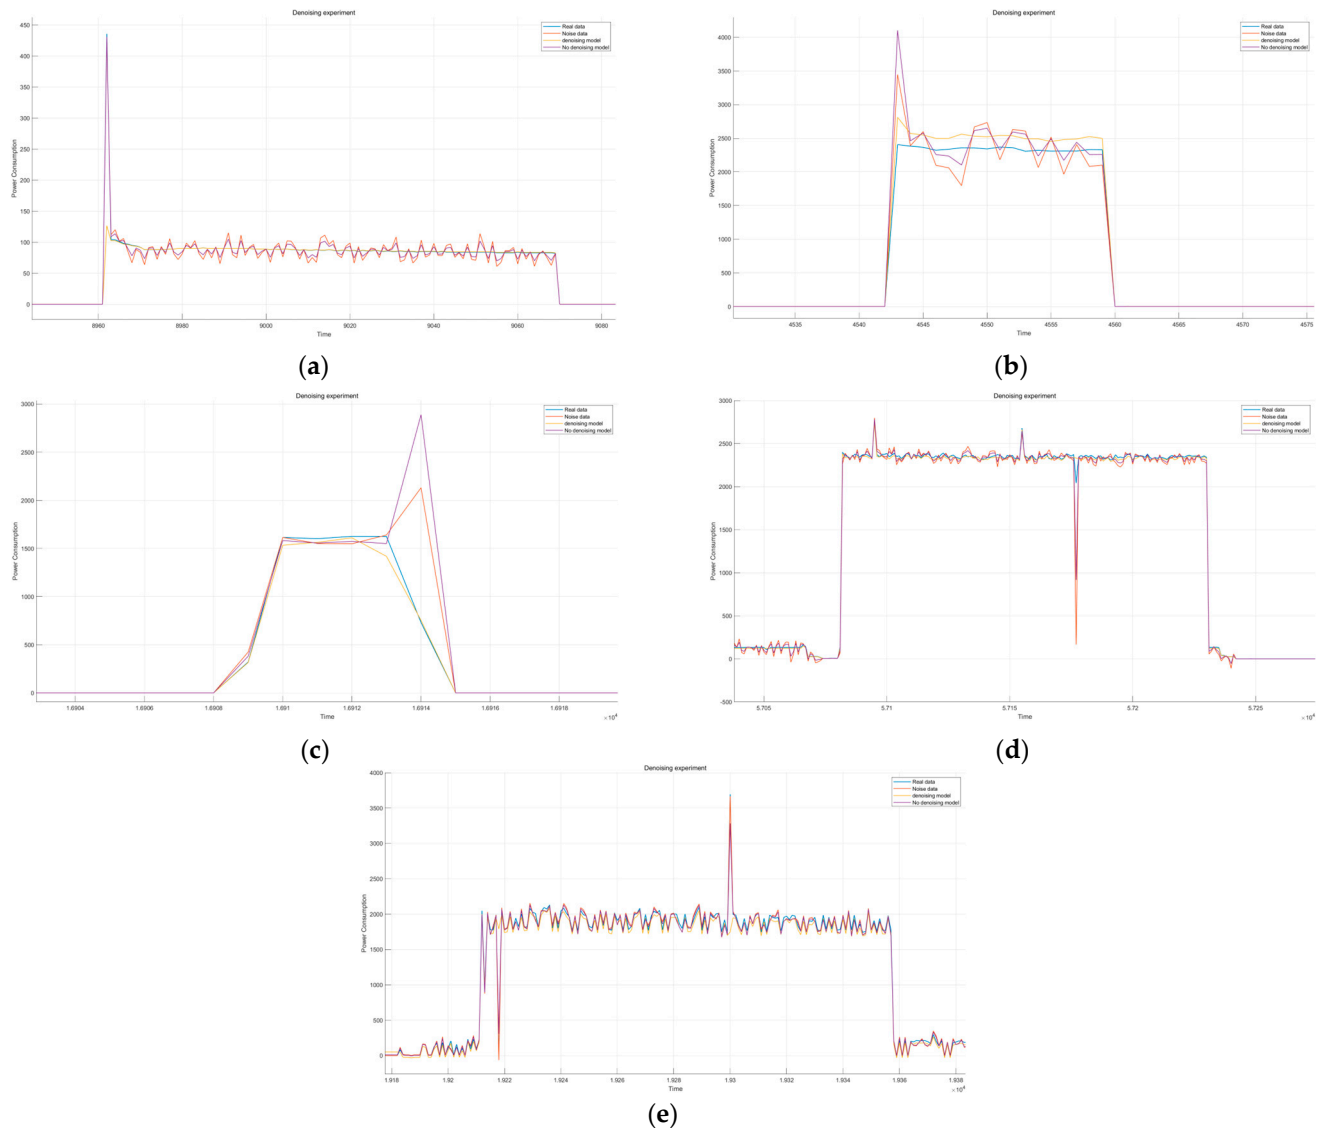 Denoising experiment
Real data
Noise data
denoising model
No denoising model
Power Consumption
450
400
350
300
250
200
150
100
50
0
8960 8980 9000 9020 9040 9060 9080
Time
(a)
Denoising experiment
Real data
Noise data
denoising model
No denoising model
Power Consumption
4000
3500
3000
2500
2000
1500
1000
500
0
4535 4540 4545 4550 4555 4560 4565 4570 4575
Time
(b)
Denoising experiment
Real data
Noise data
denoising model
No denoising model
Power Consumption
3000
2500
2000
1500
1000
500
0
1.6904 1.6906 1.6908 1.691 1.6912 1.6914 1.6916 1.6918
Time
×10⁴
(c)
Denoising experiment
Real data
Noise data
denoising model
No denoising model
Power Consumption
3000
2500
2000
1500
1000
500
0
-500
5.705 5.71 5.715 5.72 5.725
Time
×10⁴
(d)
Denoising experiment
Real data
Noise data
denoising model
No denoising model
Power Consumption
4000
3500
3000
2500
2000
1500
1000
500
0
1.918 1.92 1.922 1.924 1.926 1.928 1.93 1.932 1.934 1.936 1.938
Time
×10⁴
(e)